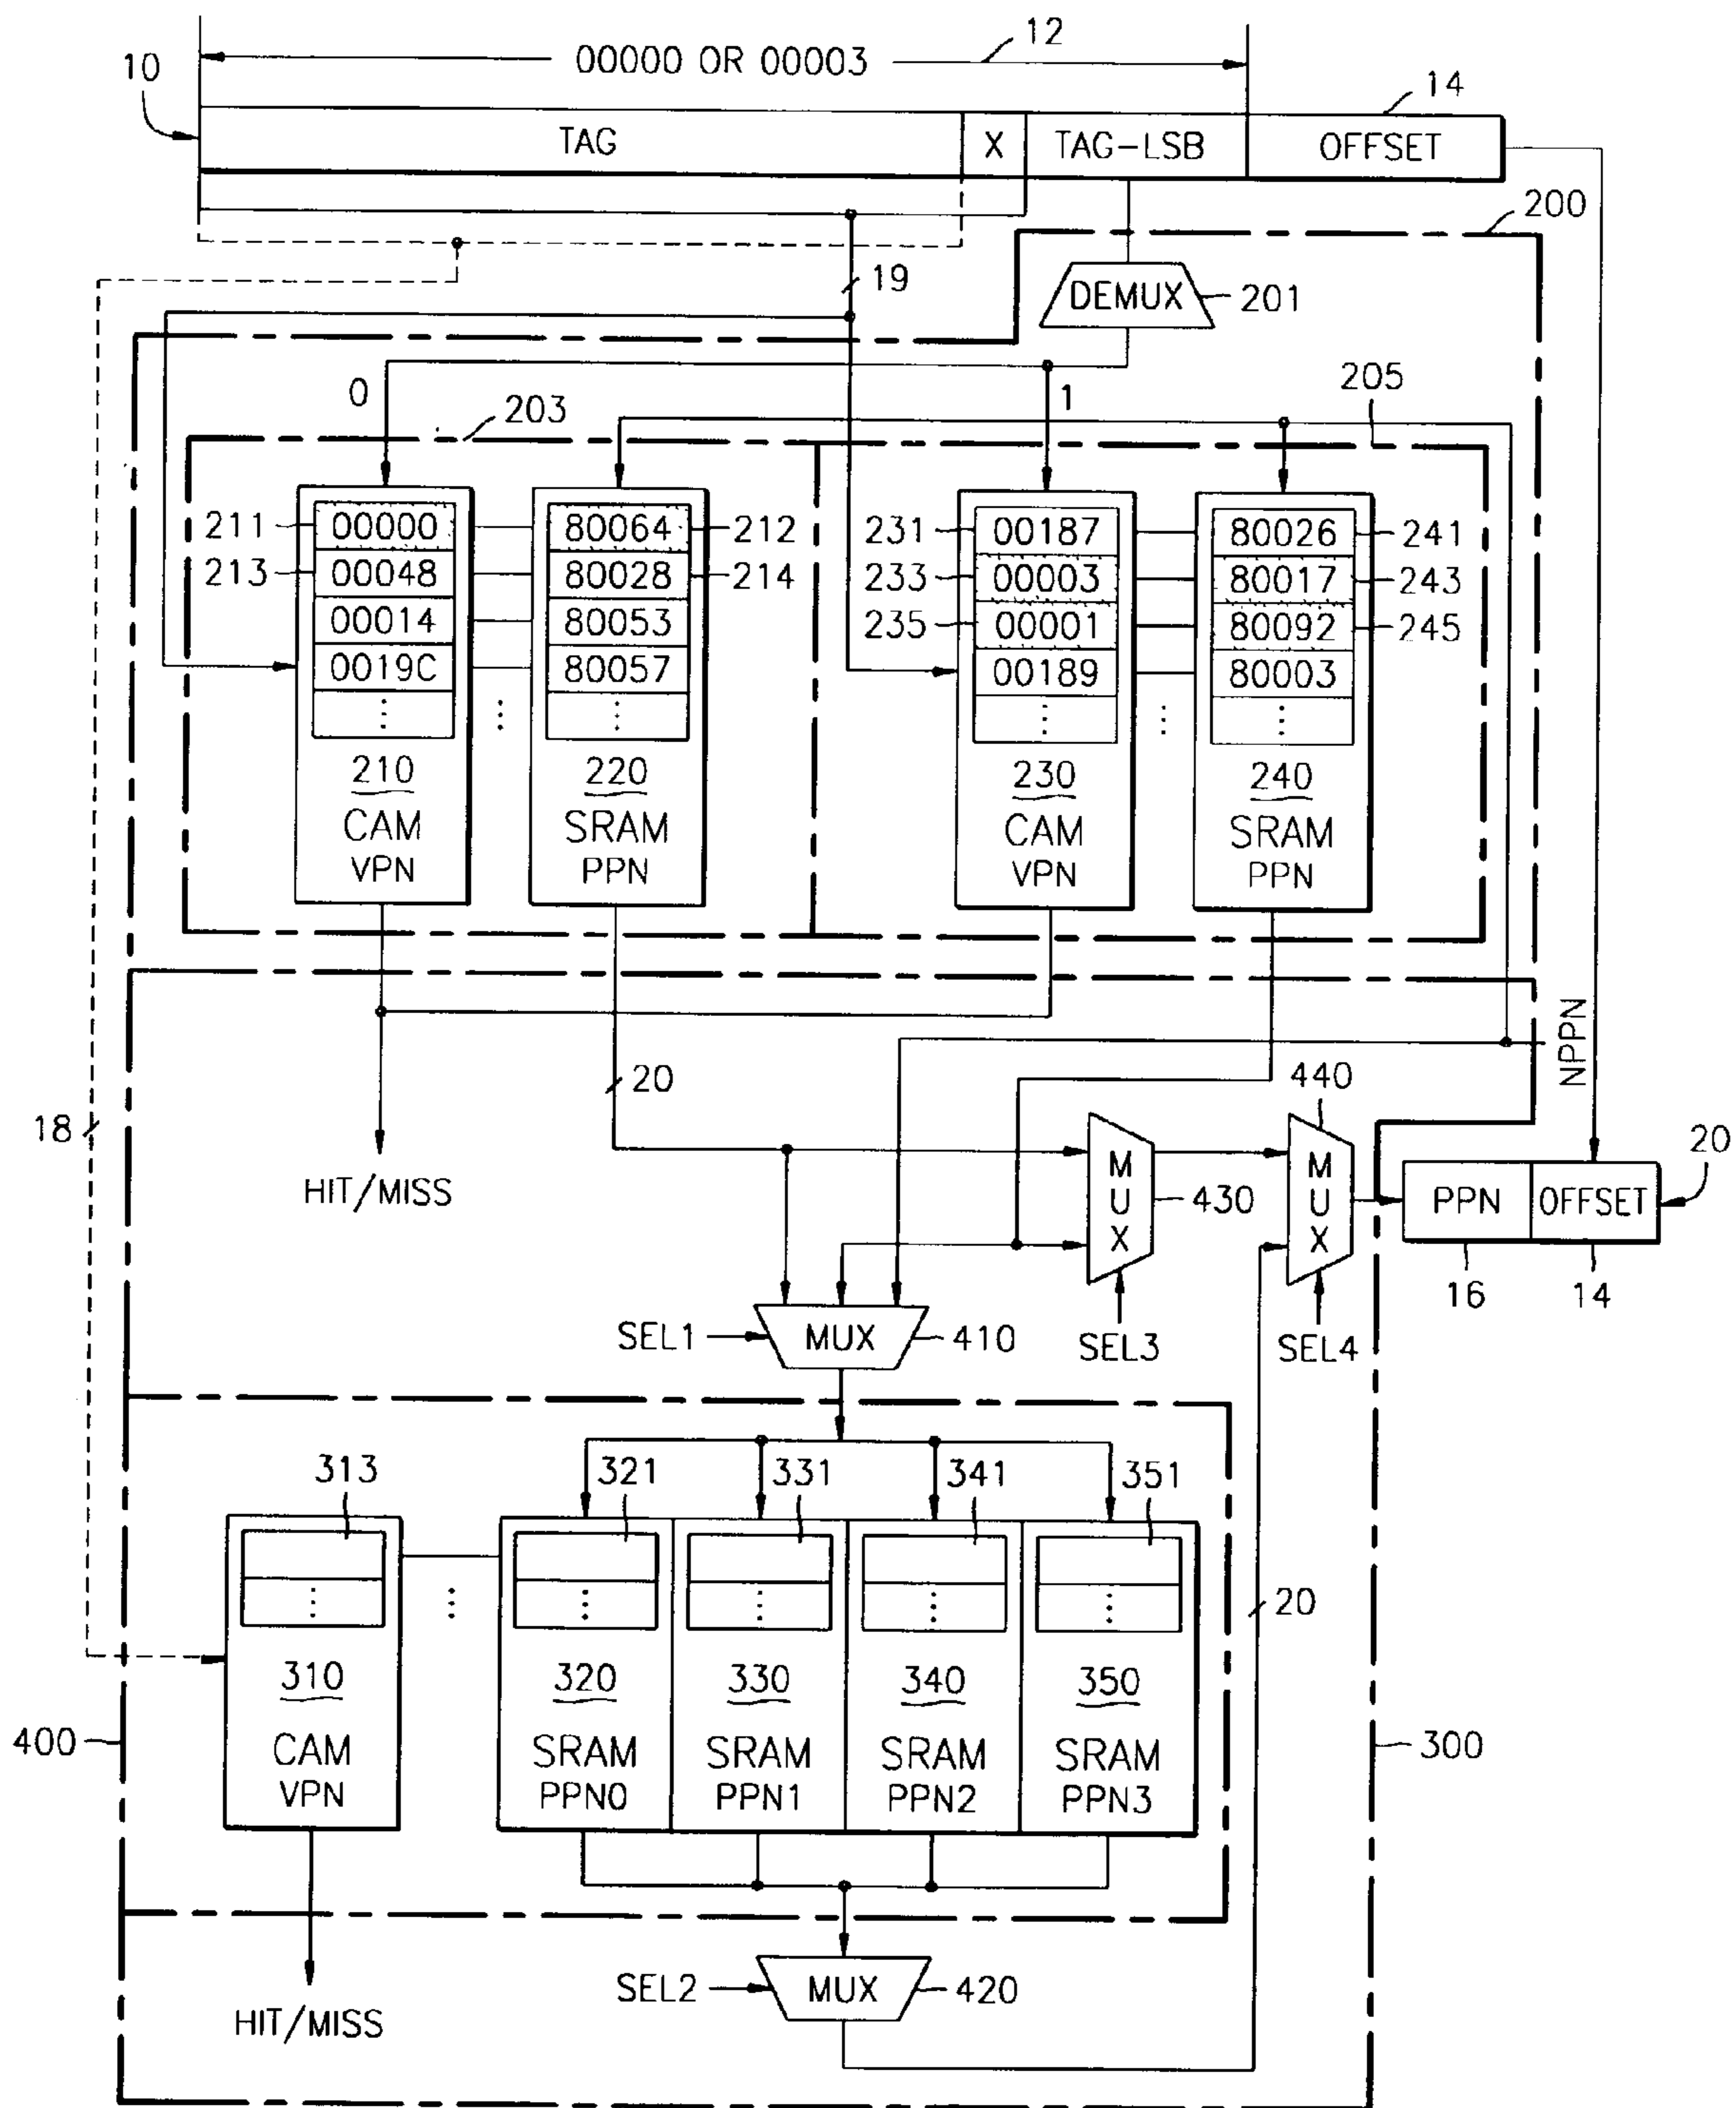 12
00000 OR 00003
10
14
TAG
X
TAG-LSB
OFFSET
200
19
DEMUX
201
0
1
205
203
211
00000
80064
212
231
00187
80026
241
213
00048
80028
214
233
00003
80017
243
00014
80053
235
00001
80092
245
0019C
80057
00189
80003
210
CAM
VPN
220
SRAM
PPN
230
CAM
VPN
240
SRAM
PPN
NPPN
20
440
18
MUX
430
MUX
20
HIT/MISS
PPN
OFFSET
16
14
SEL1
MUX
410
SEL3
SEL4
313
321
331
341
351
20
310
CAM
VPN
320
SRAM
PPN0
330
SRAM
PPN1
340
SRAM
PPN2
350
SRAM
PPN3
400
300
SEL2
MUX
420
HIT/MISS